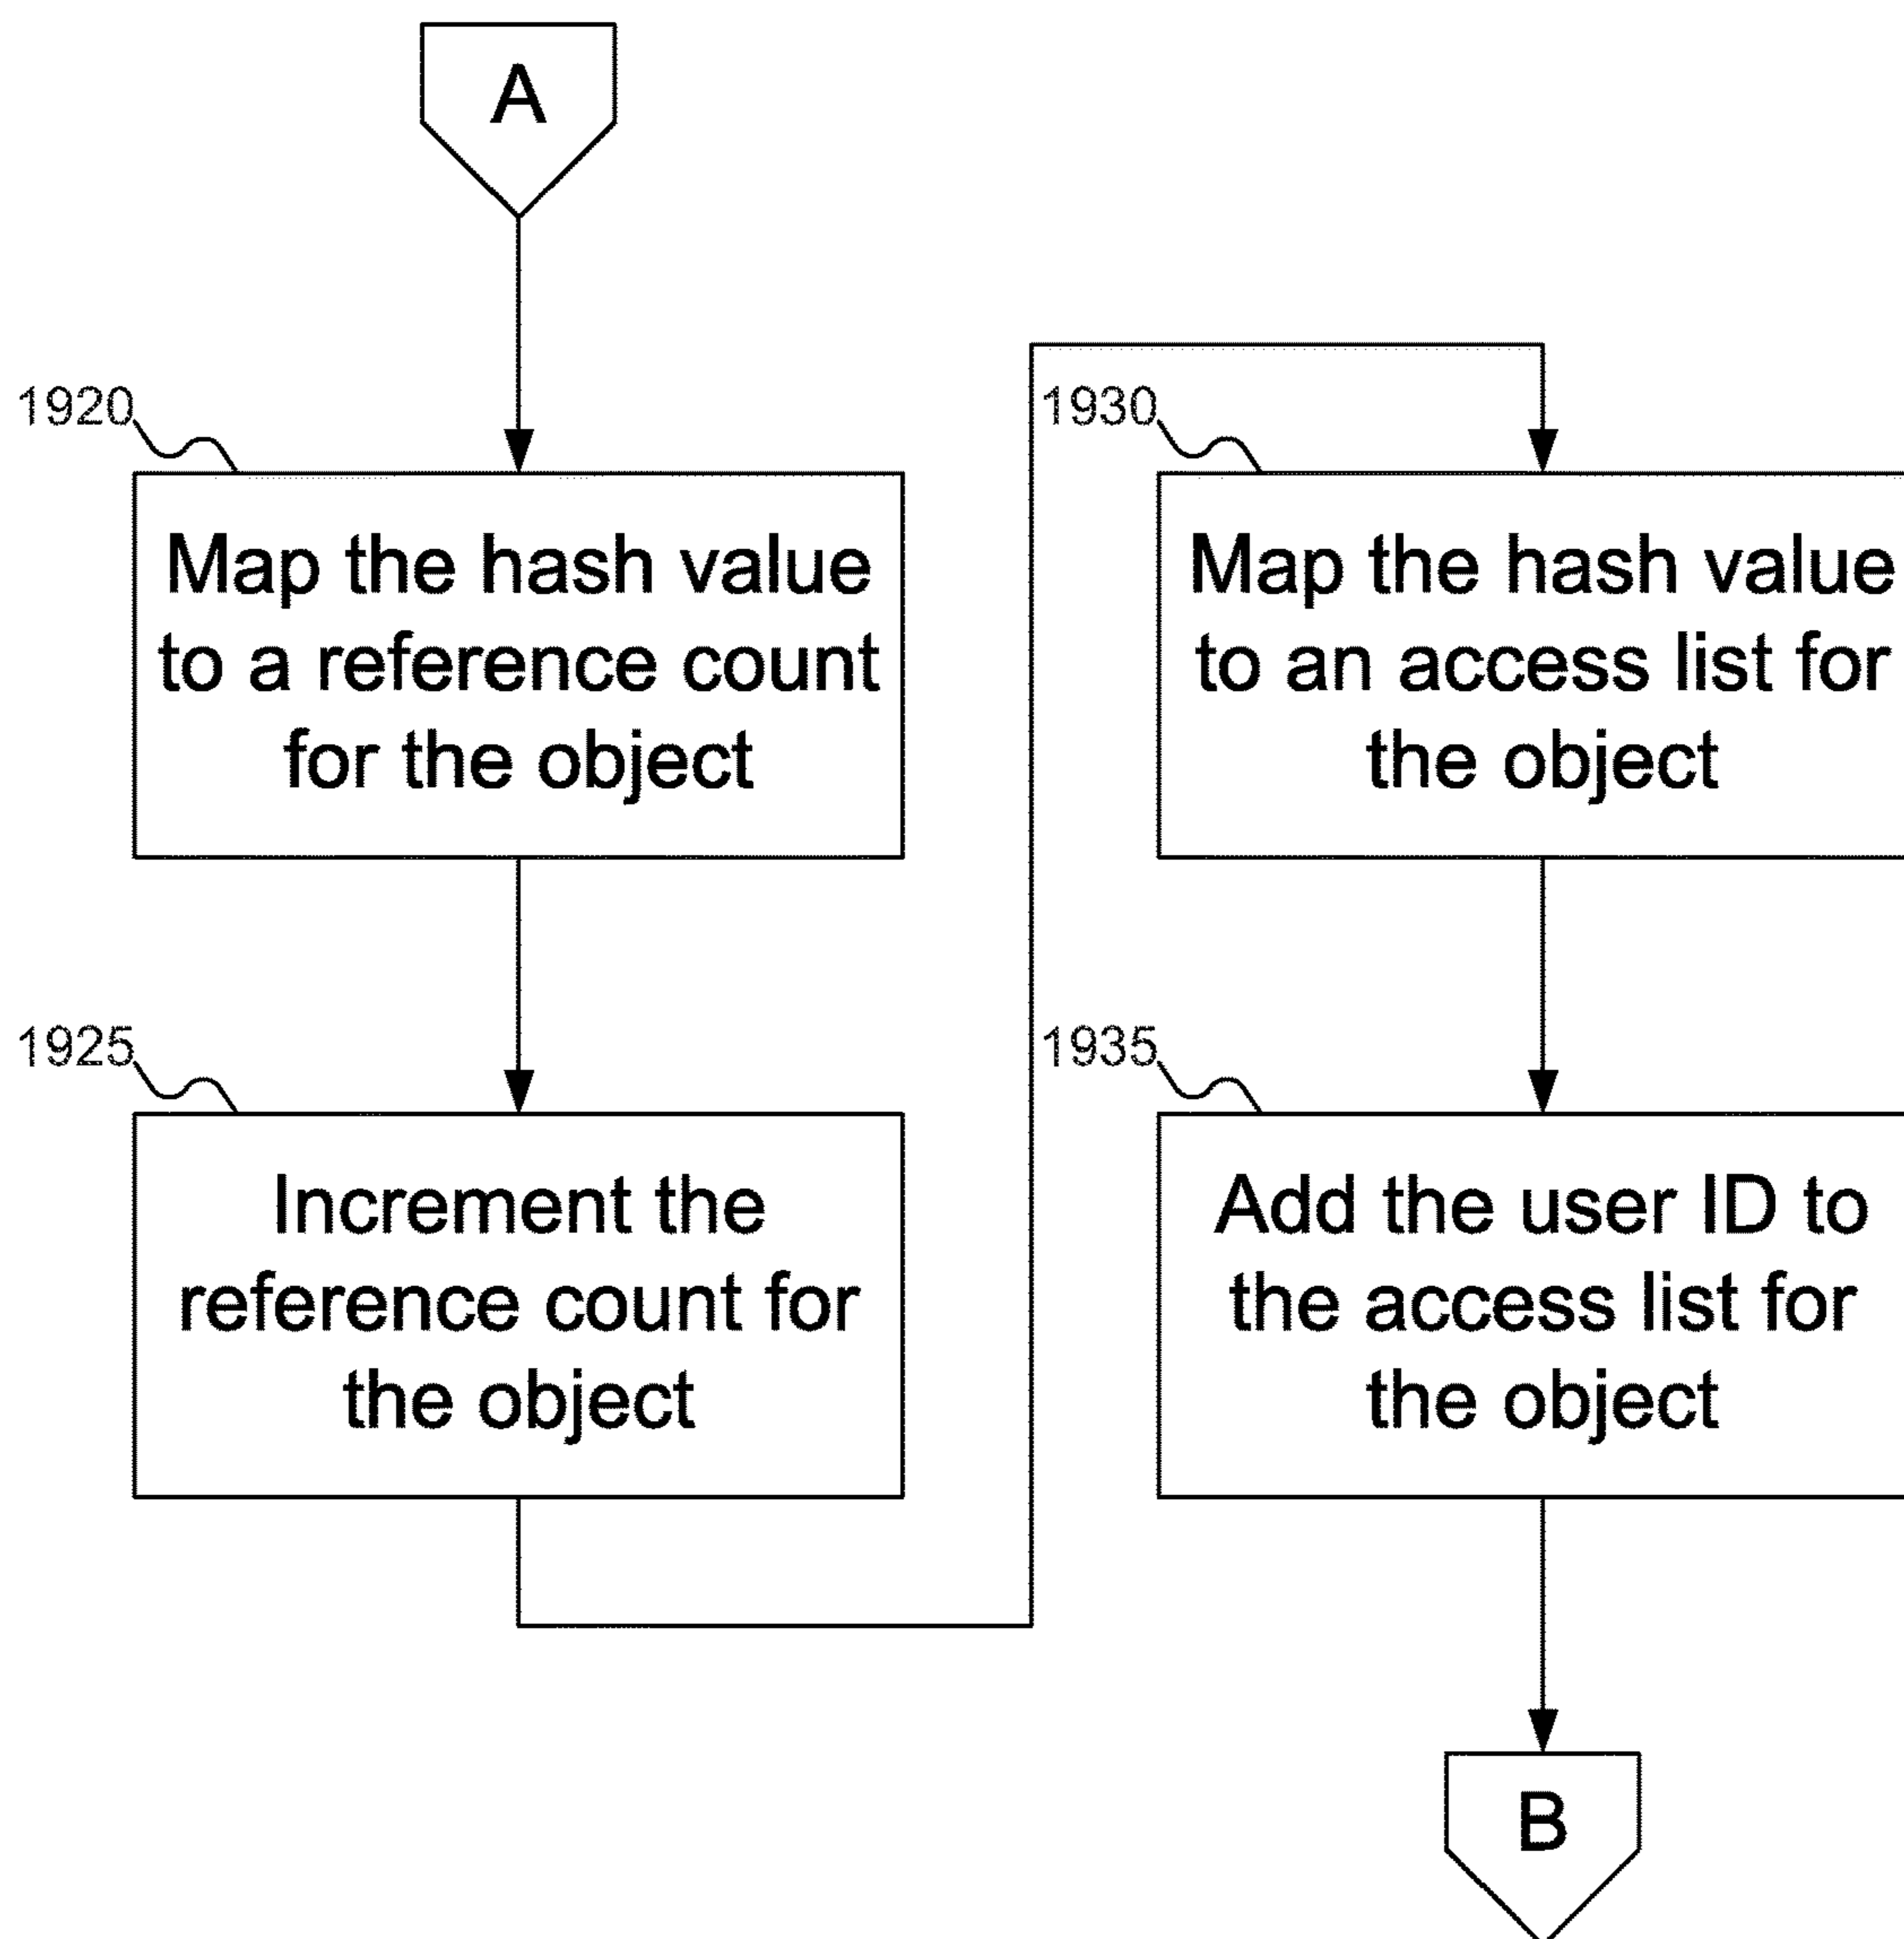 A
1920
Map the hash value
to a reference count
for the object
1925
Increment the
reference count for
the object
1930
Map the hash value
to an access list for
the object
1935
Add the user ID to
the access list for
the object
B